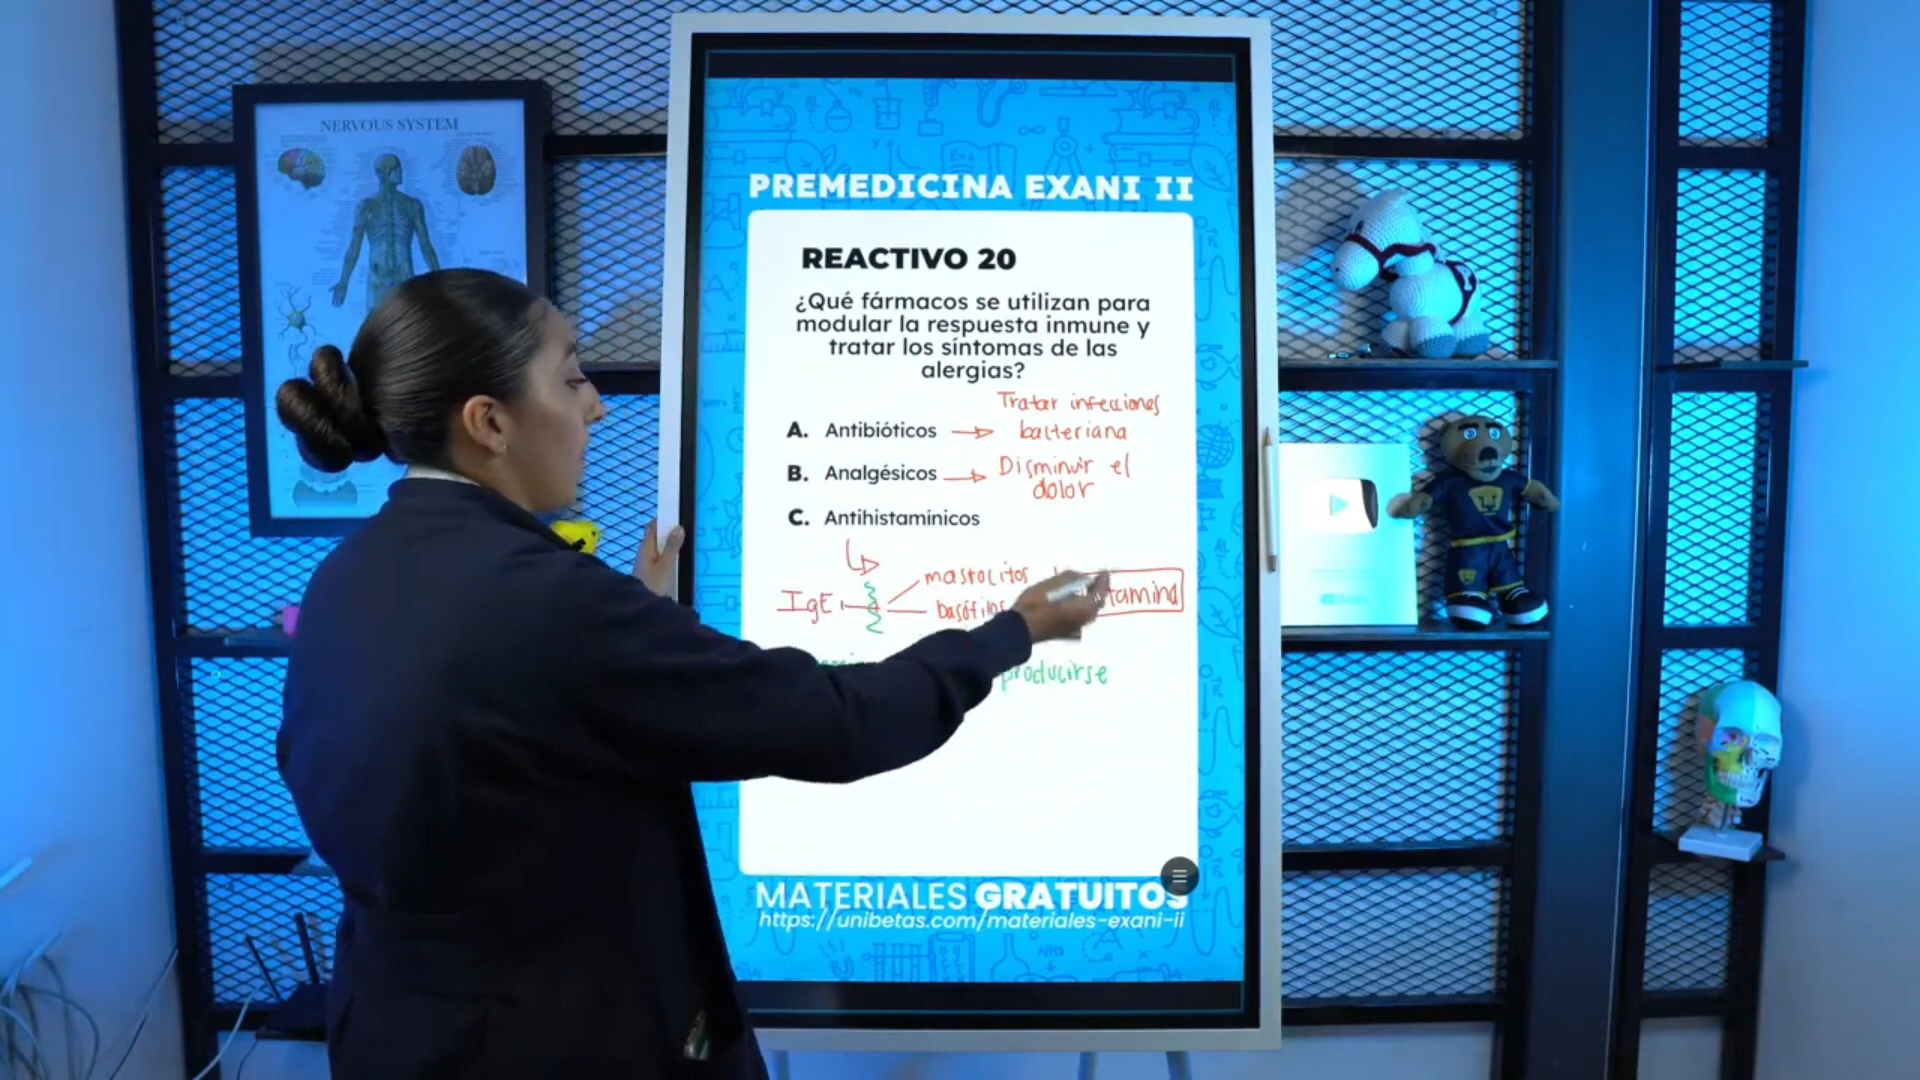 NERVOUS SYSTEM
PREMEDICINA EXANI II
REACTIVO 20
¿Qué fármacos se utilizan para
modular la respuesta inmune y
tratar los síntomas de las
alergias?
A. Antibióticos → Tratar infecciones
bacteriana
B. Analgésicos → Disminuir el
dolor
C. Antihistamínicos
IgE
mastocitos
basófilos
tamina
producirse
MATERIALES GRATUITOS
https://unibetas.com/materiales-exani-ii